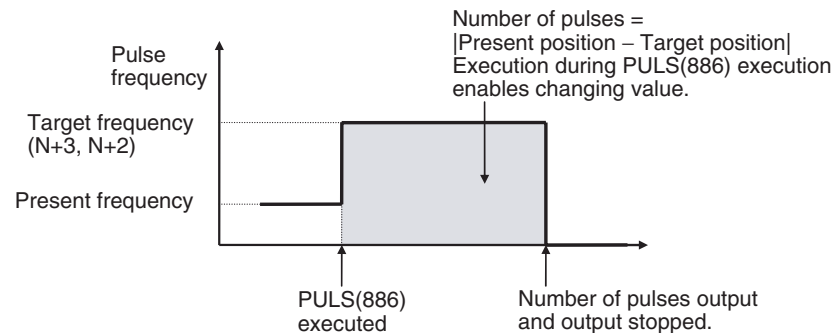 Number of pulses =
|Present position – Target position|
Execution during PULS(886) execution
enables changing value.
Pulse
frequency
Target frequency
(N+3, N+2)
Present frequency
PULS(886)
executed
Number of pulses output
and output stopped.